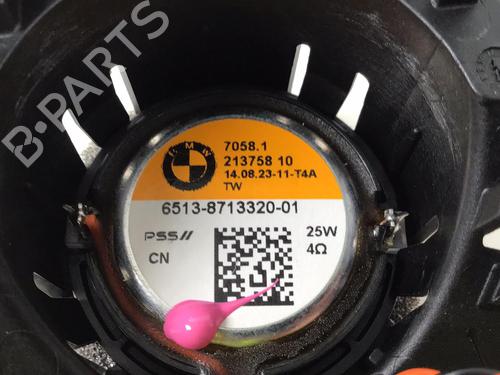 B-PARTS
BMW
7058.1
213758 10
14.08.23-11-T4A
TW
6513-8713320-01
PSS
25W
CN
4Ω